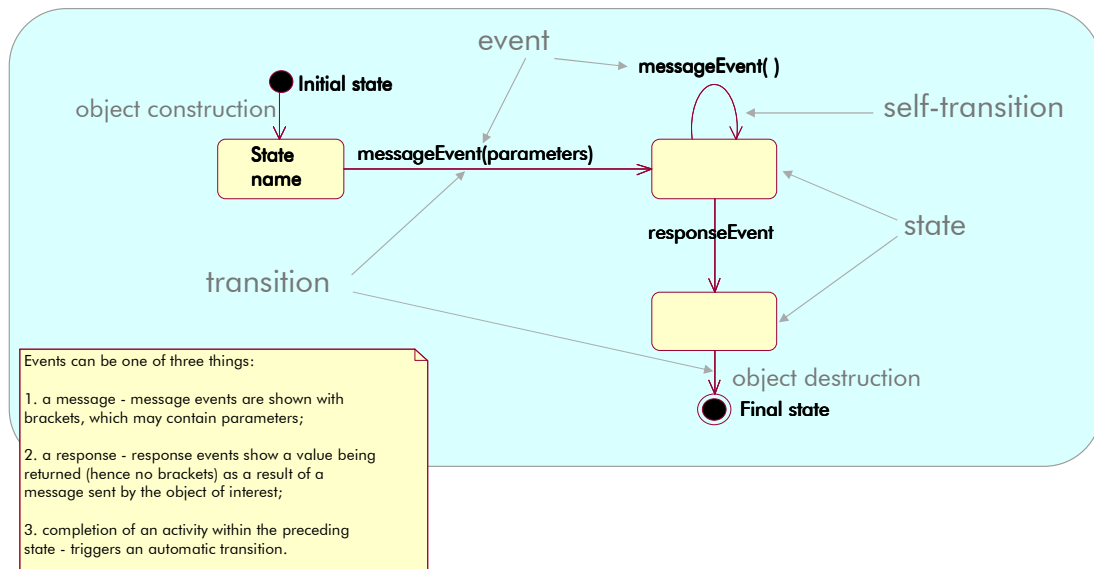 event
messageEvent( )
Initial state
object construction
self-transition
State
name
messageEvent(parameters)
responseEvent
state
transition
object destruction
Final state
Events can be one of three things:
1. a message - message events are shown with
brackets, which may contain parameters;
2. a response - response events show a value being
returned (hence no brackets) as a result of a
message sent by the object of interest;
3. completion of an activity within the preceding
state - triggers an automatic transition.